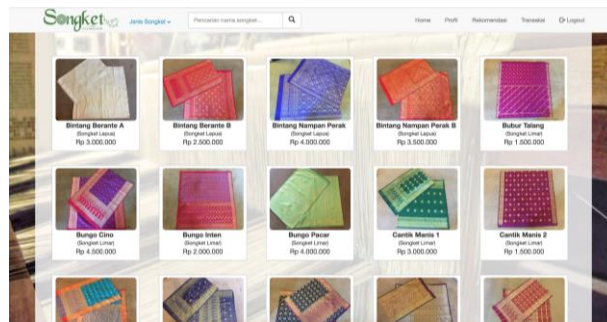 Songket
Jenis Songket
Pencarian nama songket...
Home Profil Rekomendasi Transaksi Logout
Bintang Berante A
(Songket Lepus)
Rp 3.000.000
Bintang Berante B
(Songket Lepus)
Rp 2.500.000
Bintang Nampan Perak
(Songket Lepus)
Rp 4.000.000
Bintang Nampan Perak B
(Songket Lepus)
Rp 3.500.000
Bubur Talang
(Songket Limar)
Rp 1.500.000
Bungo Cino
(Songket Limar)
Rp 4.500.000
Bungo Inten
(Songket Limar)
Rp 2.000.000
Bungo Pacar
(Songket Limar)
Rp 4.000.000
Cantik Manis 1
(Songket Limar)
Rp 3.000.000
Cantik Manis 2
(Songket Limar)
Rp 1.500.000